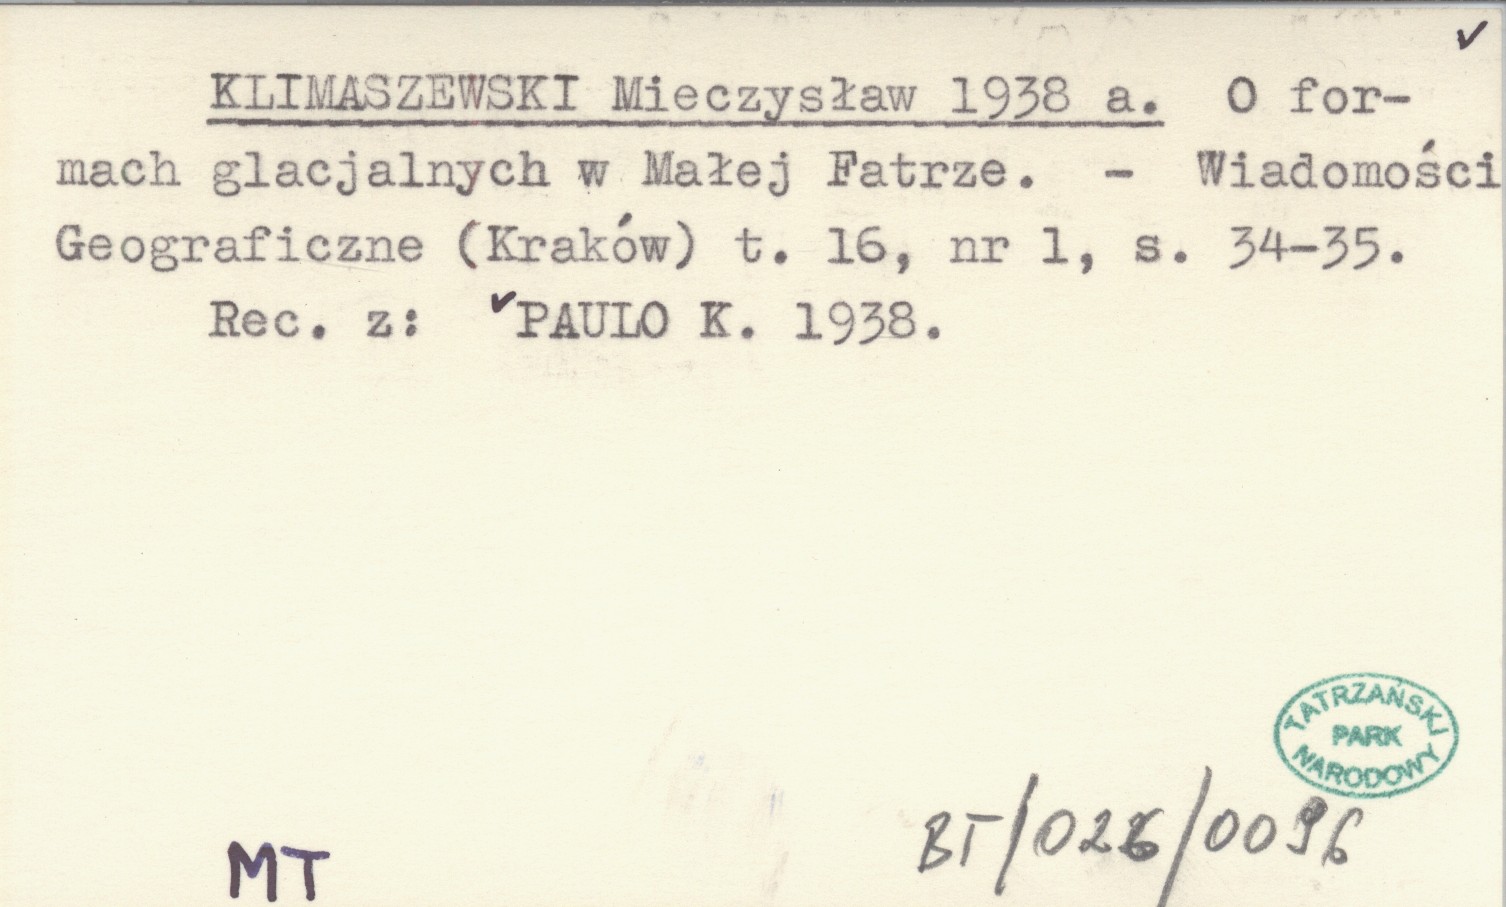 ✓
KLIMASZEWSKI Mieczysław 1938 a. O for-
mach glacjalnych w Małej Fatrze. - Wiadomości
Geograficzne (Kraków) t. 16, nr 1, s. 34-35.
Rec. z: ✓PAULO K. 1938.
TATRZAŃSKI
PARK
NARODOWY
BT/026/0096
MT